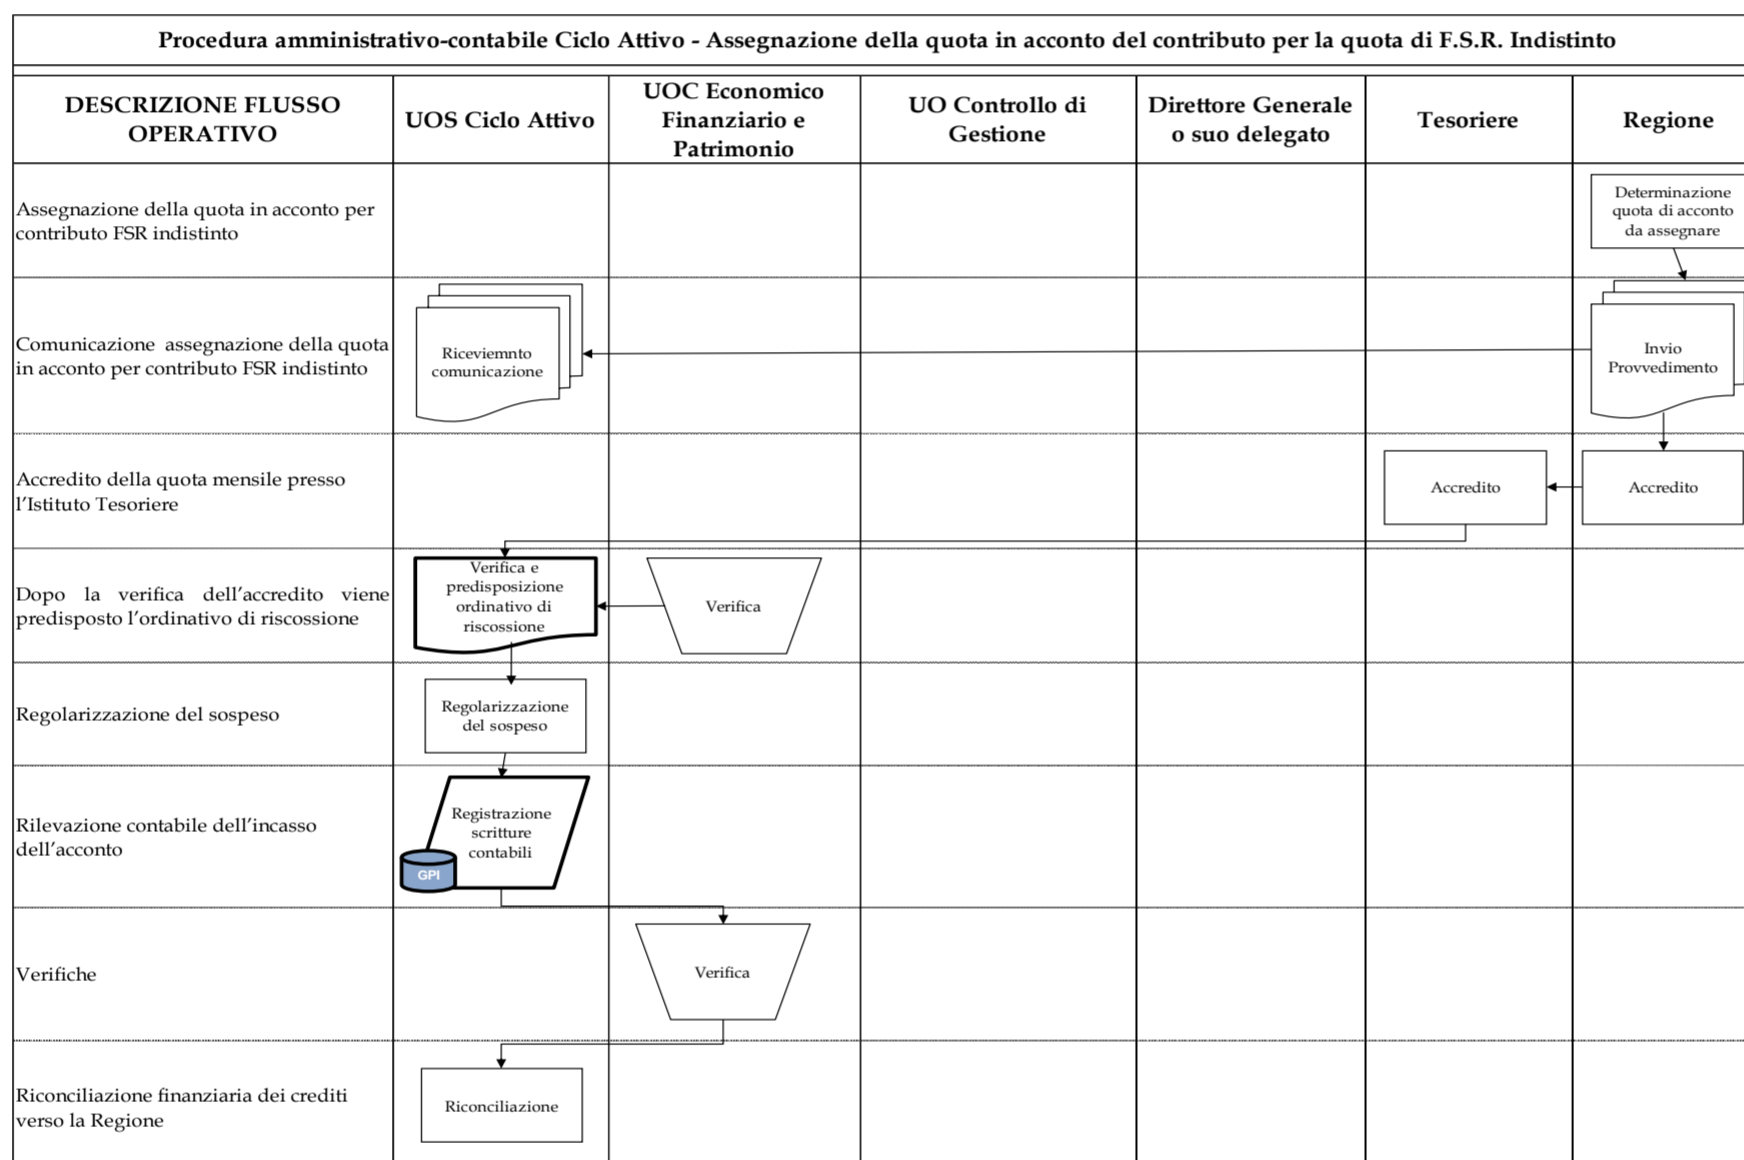 Procedura amministrativo-contabile Ciclo Attivo - Assegnazione della quota in acconto del contributo per la quota di F.S.R. Indistinto
DESCRIZIONE FLUSSO
OPERATIVO
UOS Ciclo Attivo
UOC Economico
Finanziario e
Patrimonio
UO Controllo di
Gestione
Direttore Generale
o suo delegato
Tesoriere
Regione
Assegnazione della quota in acconto per
contributo FSR indistinto
Determinazione
quota di acconto
da assegnare
Comunicazione assegnazione della quota
in acconto per contributo FSR indistinto
Riceviemnto
comunicazione
Invio
Provvedimento
Accredito della quota mensile presso
l'Istituto Tesoriere
Accredito
Accredito
Dopo la verifica dell'accredito viene
predisposto l'ordinativo di riscossione
Verifica e
predisposizione
ordinativo di
riscossione
Verifica
Regolarizzazione del sospeso
Regolarizzazione
del sospeso
Rilevazione contabile dell'incasso
dell'acconto
Registrazione
scritture
contabili
GPI
Verifiche
Verifica
Riconciliazione finanziaria dei crediti
verso la Regione
Riconciliazione